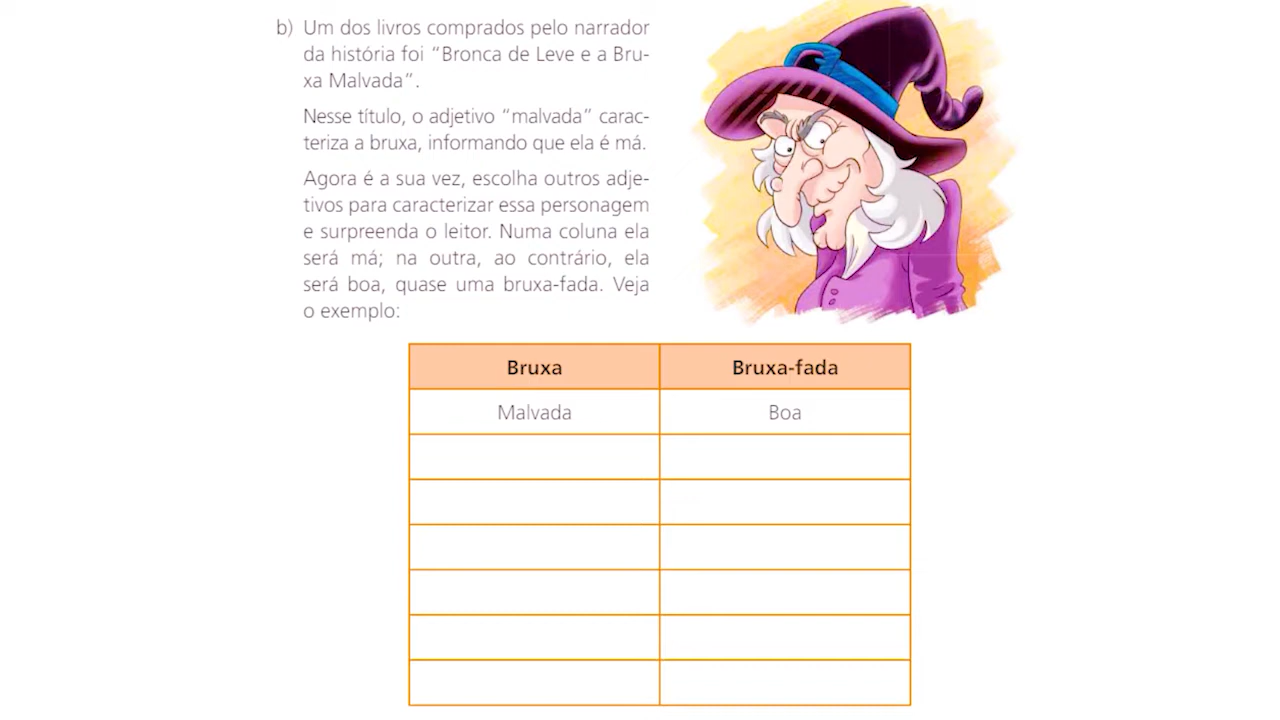 b) Um dos livros comprados pelo narrador
da história foi “Bronca de Leve e a Bru-
xa Malvada”.
Nesse título, o adjetivo “malvada” carac-
teriza a bruxa, informando que ela é má.
Agora é a sua vez, escolha outros adje-
tivos para caracterizar essa personagem
e surpreenda o leitor. Numa coluna ela
será má; na outra, ao contrário, ela
será boa, quase uma bruxa-fada. Veja
o exemplo:
Bruxa Bruxa-fada
Malvada Boa